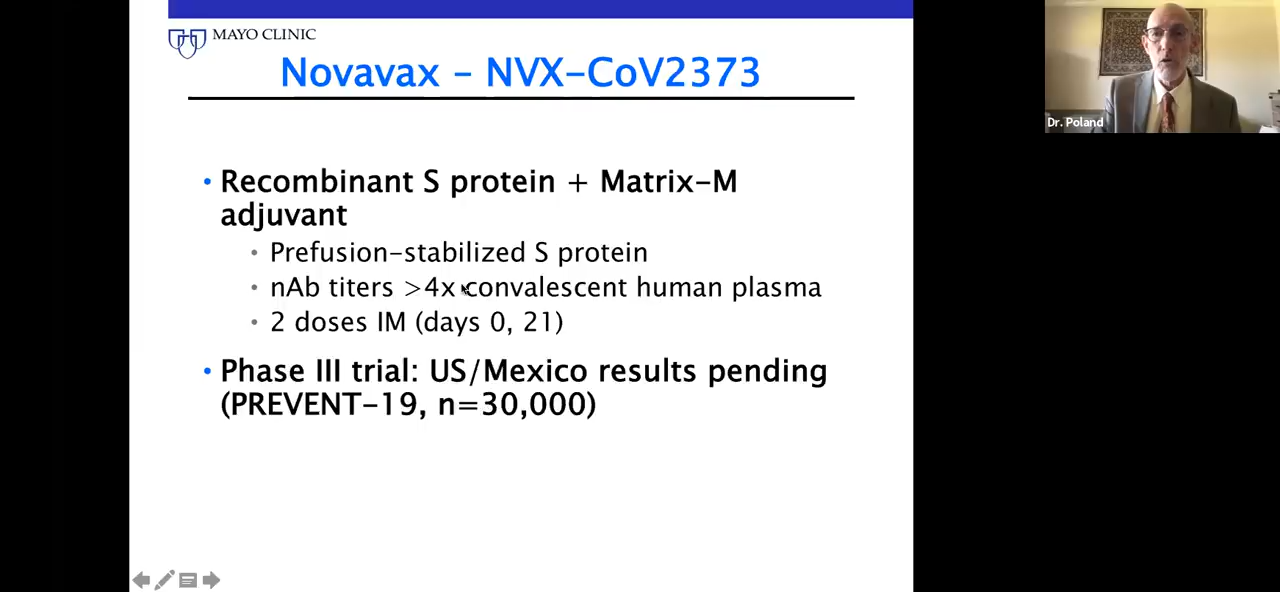 MAYO CLINIC
Novavax – NVX–CoV2373
Dr. Poland
• Recombinant S protein + Matrix–M
adjuvant
• Prefusion–stabilized S protein
• nAb titers >4x convalescent human plasma
• 2 doses IM (days 0, 21)
• Phase III trial: US/Mexico results pending
(PREVENT–19, n=30,000)